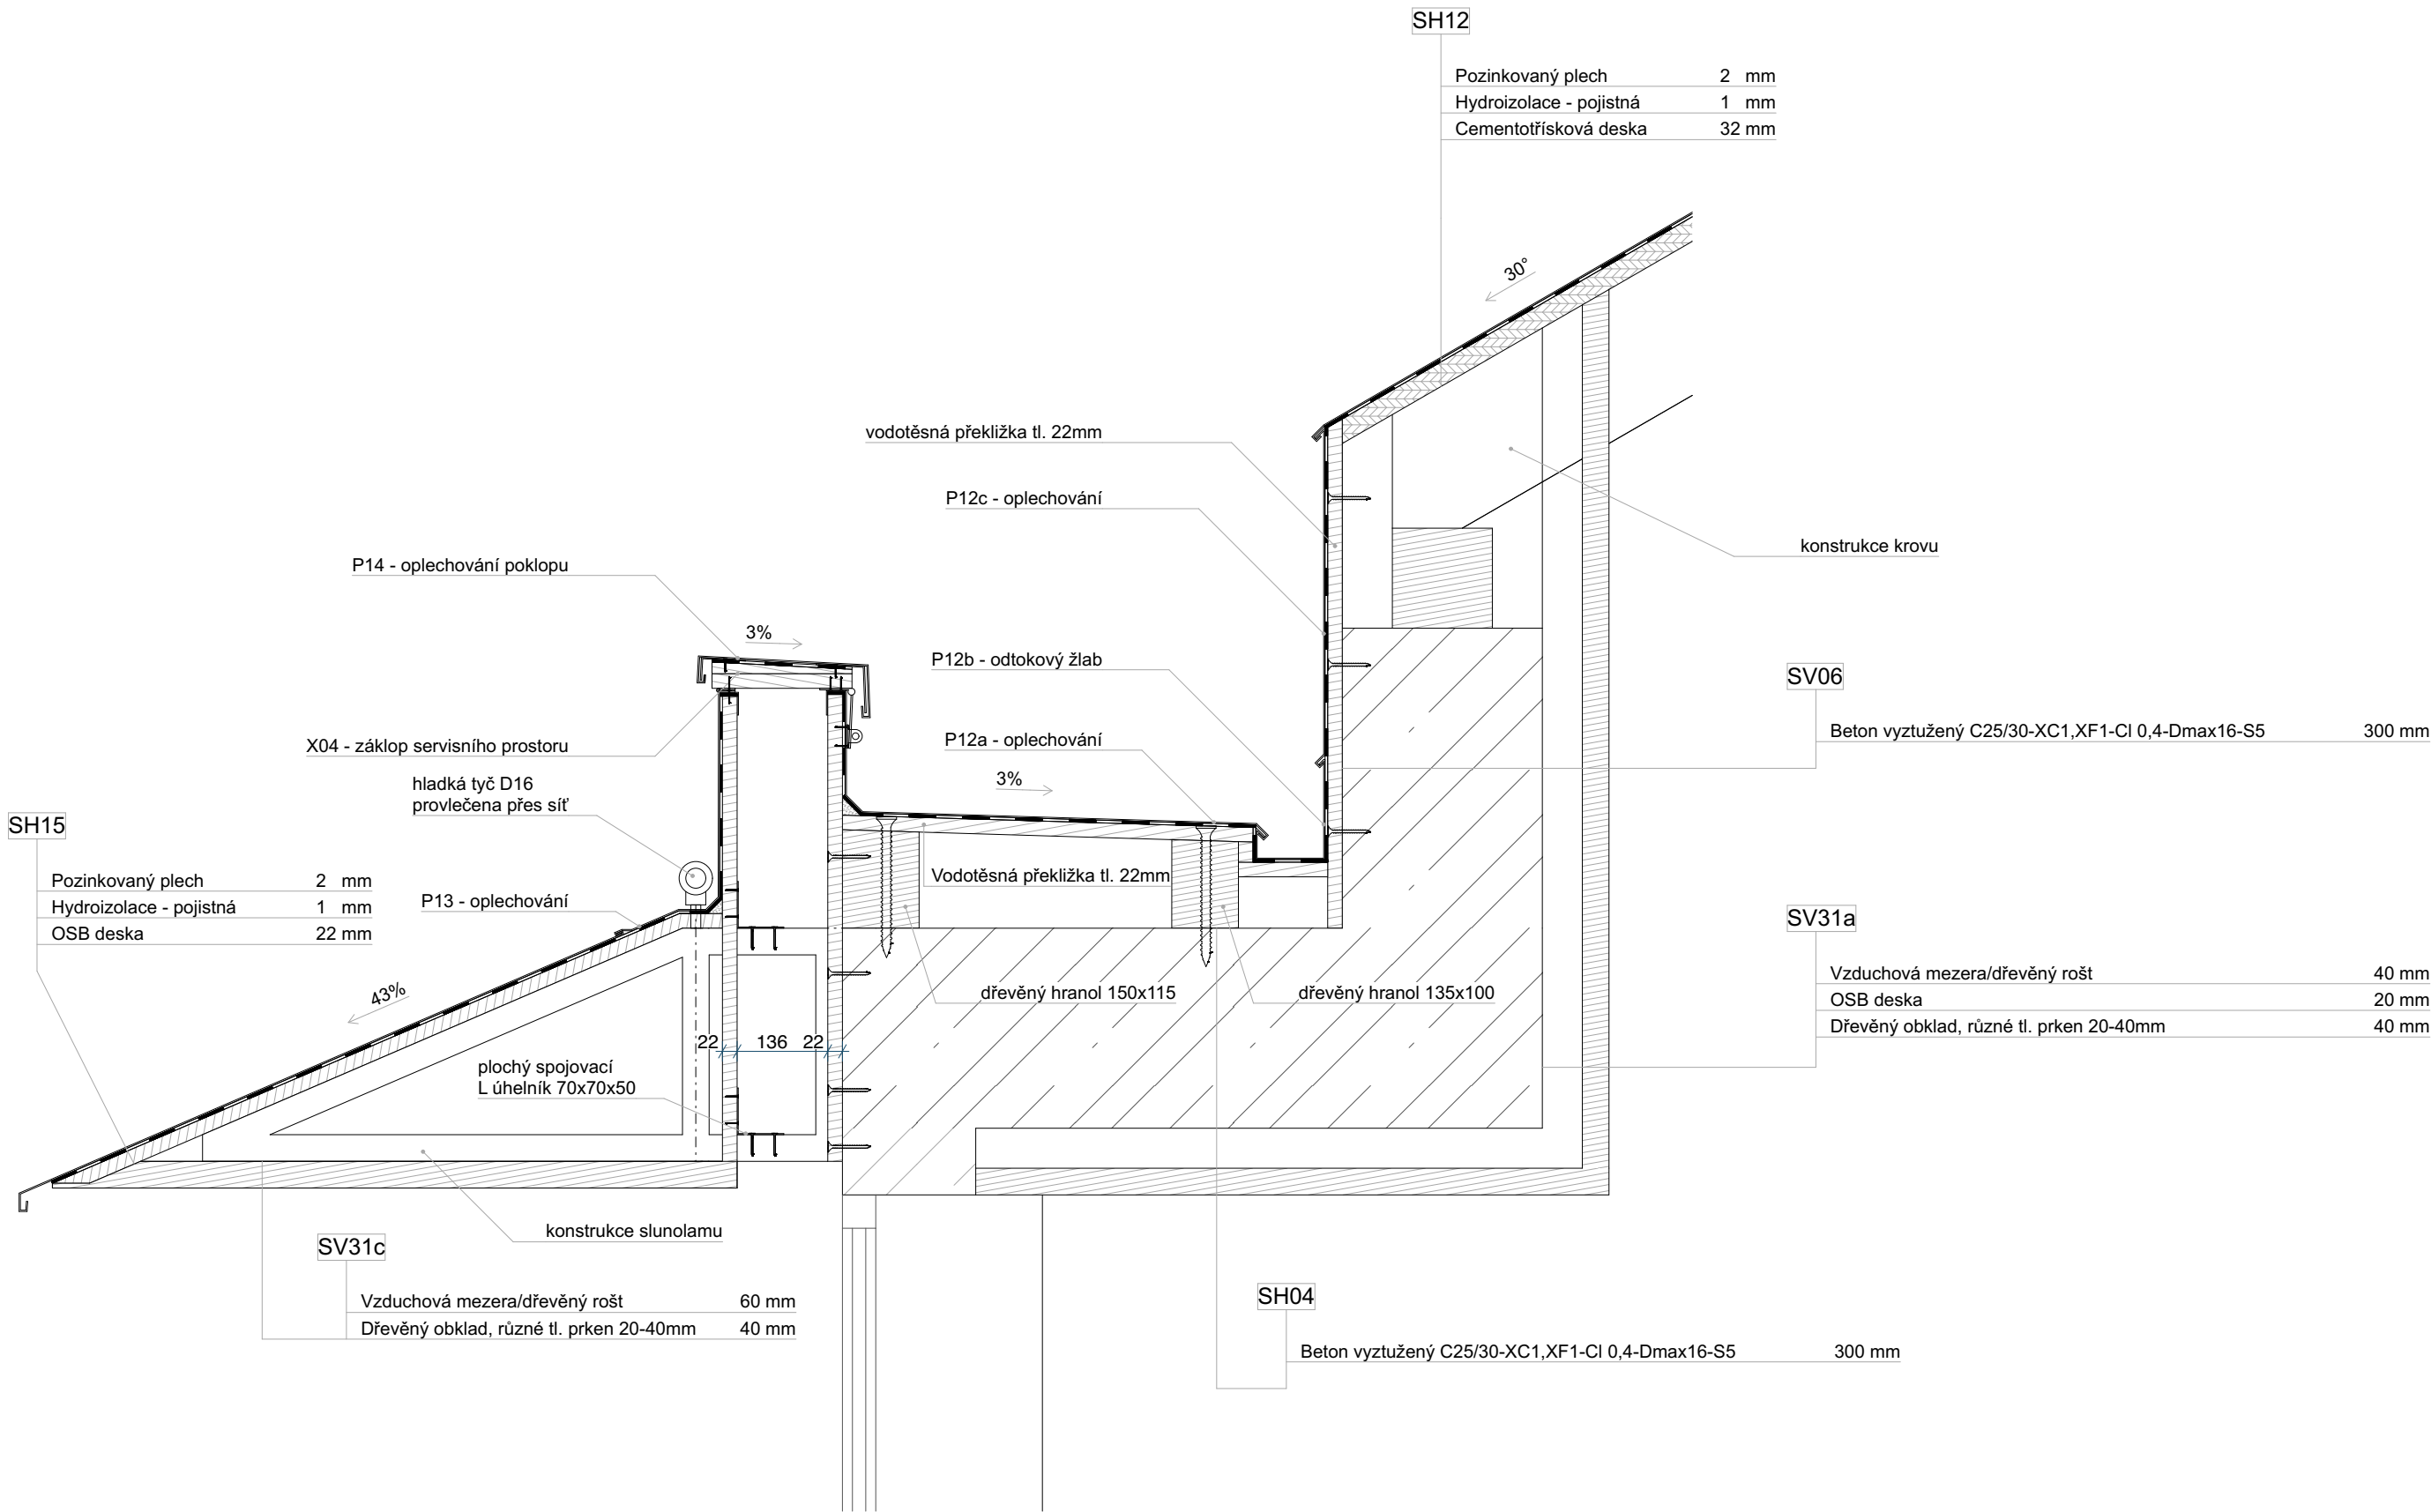 SH12
Pozinkovaný plech 2 mm
Hydroizolace - pojistná 1 mm
Cementotřísková deska 32 mm
30°
vodotěsná překližka tl. 22mm
P12c - oplechování
konstrukce krovu
P14 - oplechování poklopu
3%
P12b - odtokový žlab
SV06
Beton vyztužený C25/30-XC1,XF1-Cl 0,4-Dmax16-S5 300 mm
X04 - záklop servisního prostoru
P12a - oplechování
3%
hladká tyč D16
provlečena přes síť
SH15
Pozinkovaný plech 2 mm
Hydroizolace - pojistná 1 mm
OSB deska 22 mm
P13 - oplechování
Vodotěsná překližka tl. 22mm
SV31a
Vzduchová mezera/dřevěný rošt 40 mm
OSB deska 20 mm
Dřevěný obklad, různé tl. prken 20-40mm 40 mm
43%
dřevěný hranol 150x115
dřevěný hranol 135x100
22 136 22
plochý spojovací
L úhelník 70x70x50
konstrukce slunolamu
SV31c
Vzduchová mezera/dřevěný rošt 60 mm
Dřevěný obklad, různé tl. prken 20-40mm 40 mm
SH04
Beton vyztužený C25/30-XC1,XF1-Cl 0,4-Dmax16-S5 300 mm